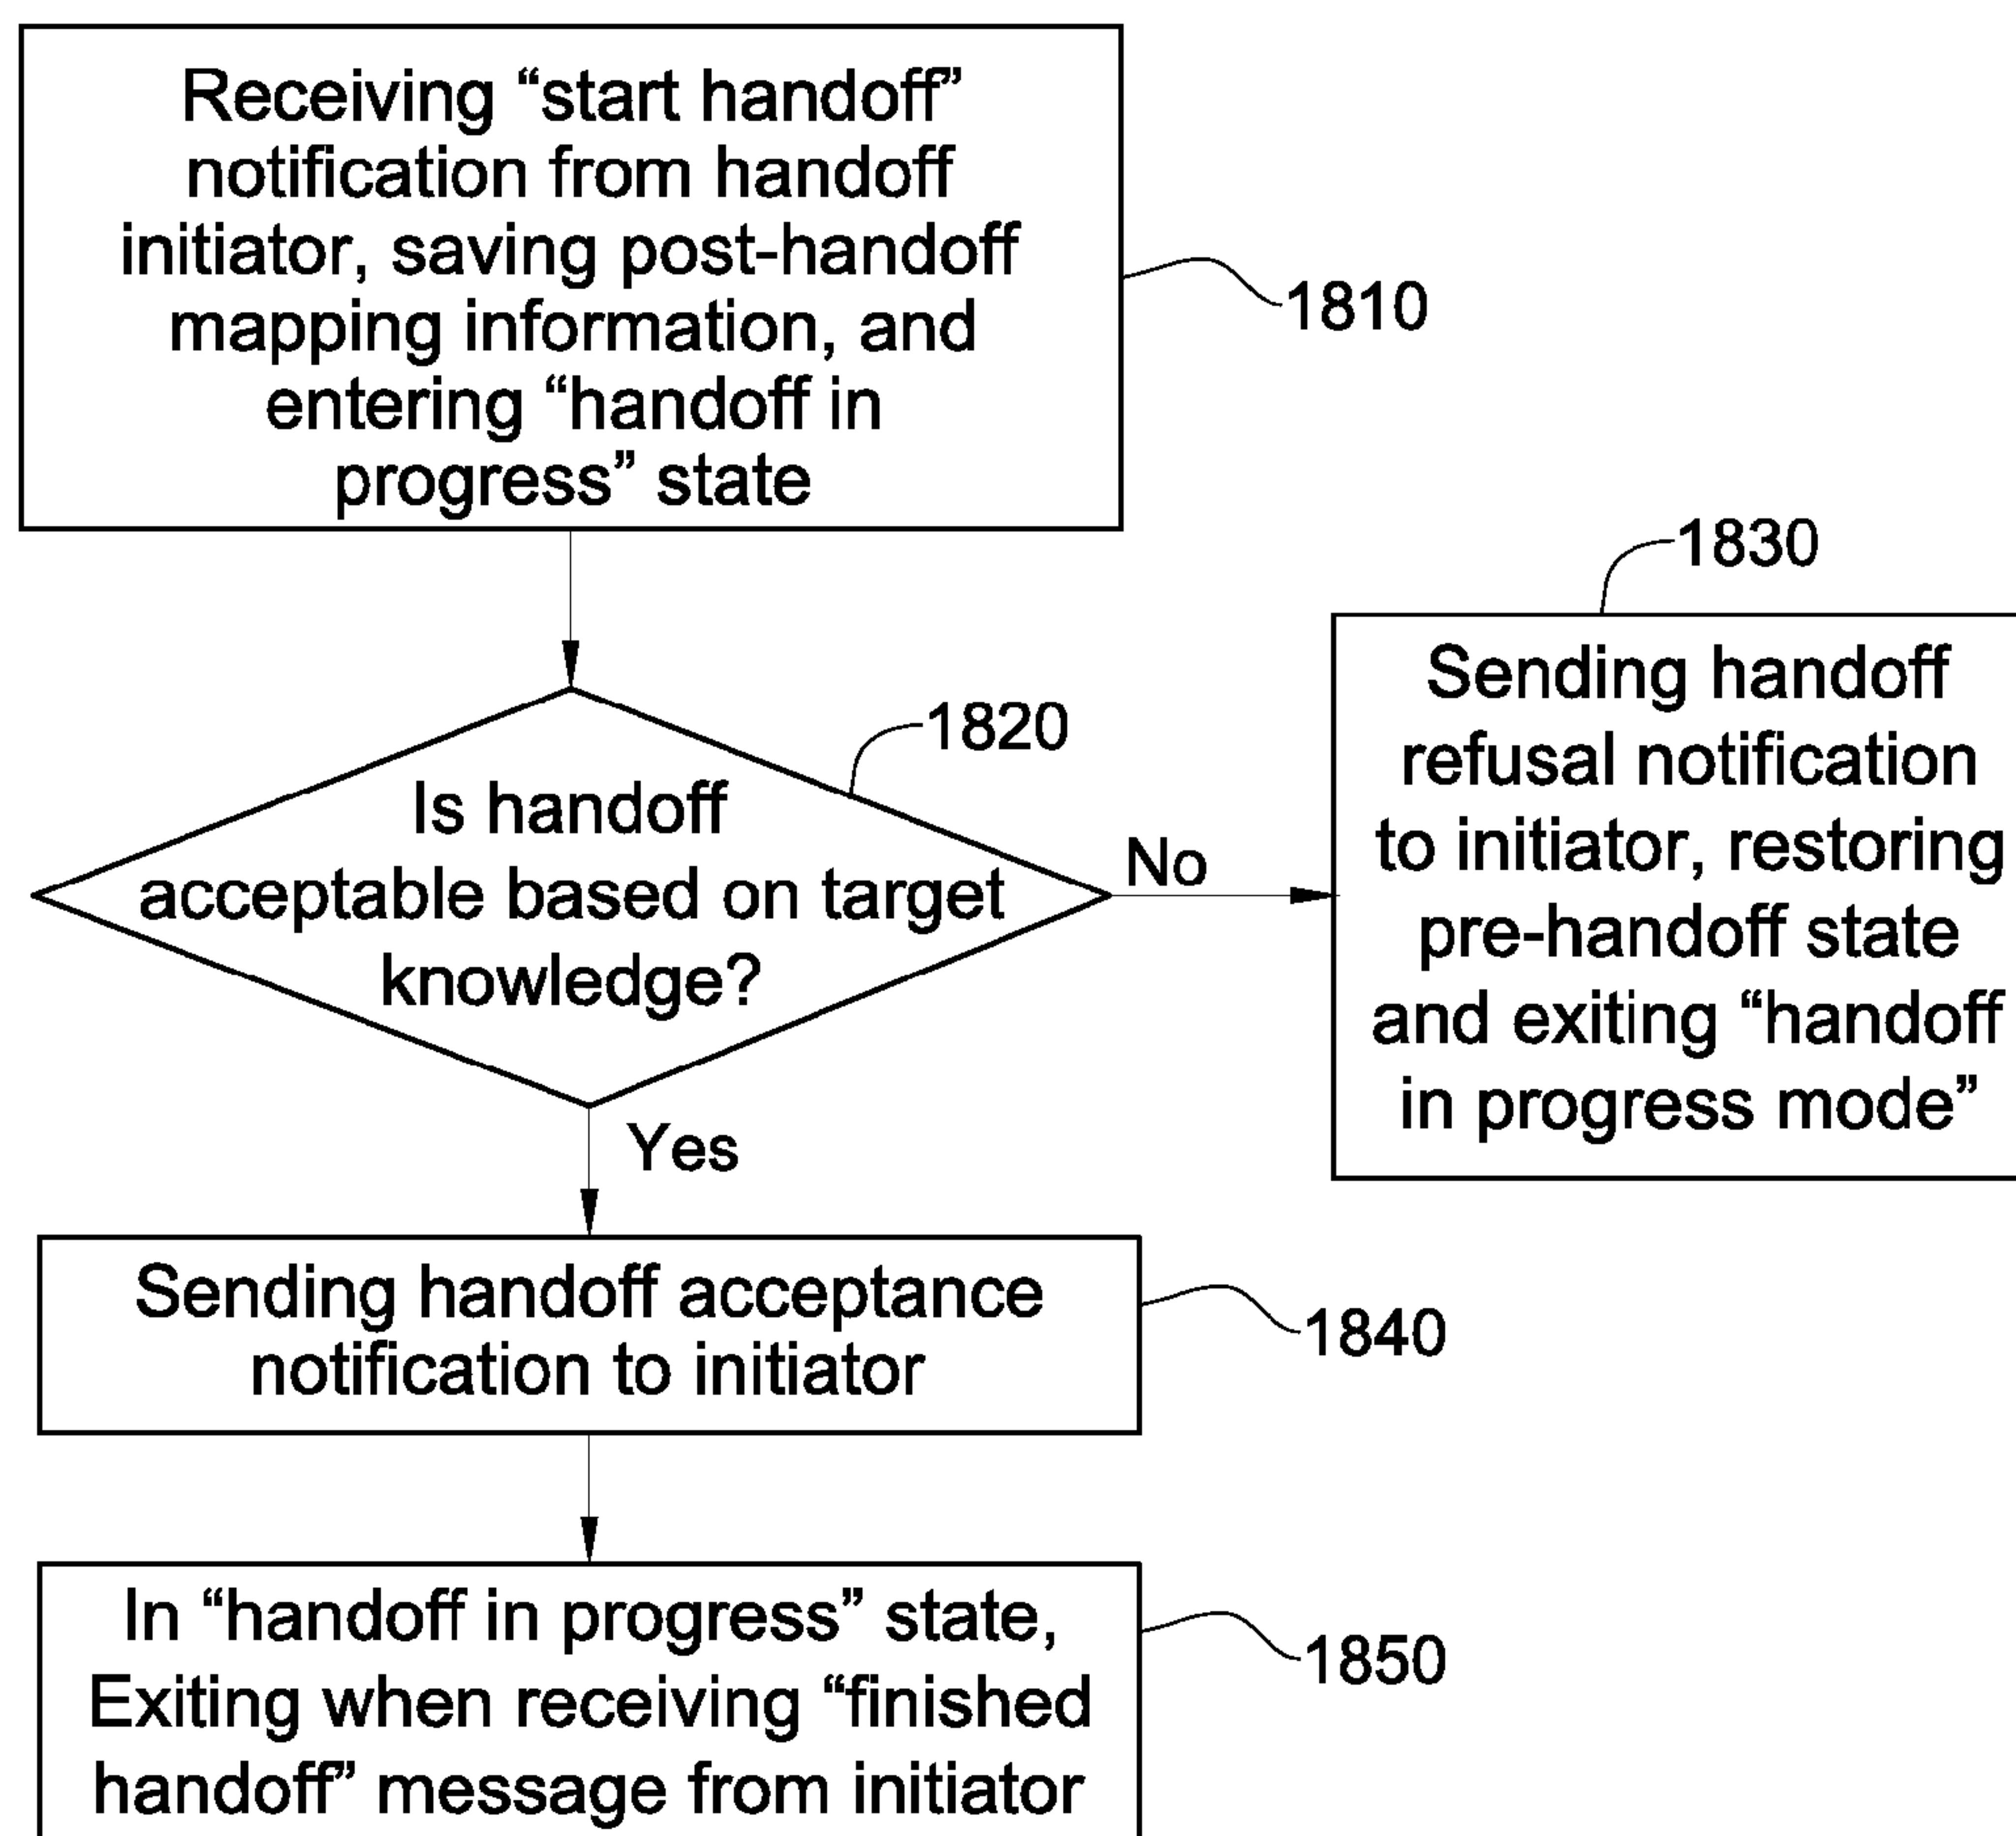 Receiving “start handoff”
notification from handoff
initiator, saving post-handoff
mapping information, and
entering “handoff in
progress” state
1810
1820
Is handoff
acceptable based on target
knowledge?
No
1830
Sending handoff
refusal notification
to initiator, restoring
pre-handoff state
and exiting “handoff
in progress mode”
Yes
Sending handoff acceptance
notification to initiator
1840
In “handoff in progress” state,
Exiting when receiving “finished
handoff” message from initiator
1850